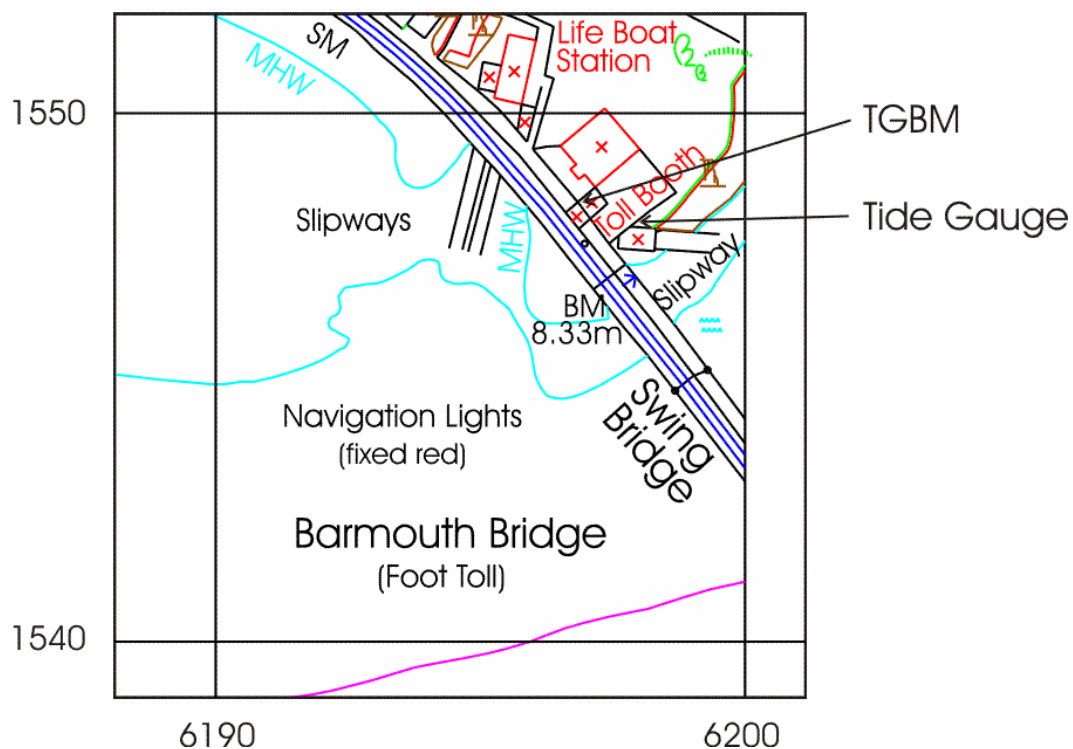 SM
MHW
Life Boat
Station
1550
TGBM
Toll Booth
Slipways
MHW
Tide Gauge
Slipway
BM
8.33m
Swing
Bridge
Navigation Lights
(fixed red)
Barmouth Bridge
(Foot Toll)
1540
6190
6200